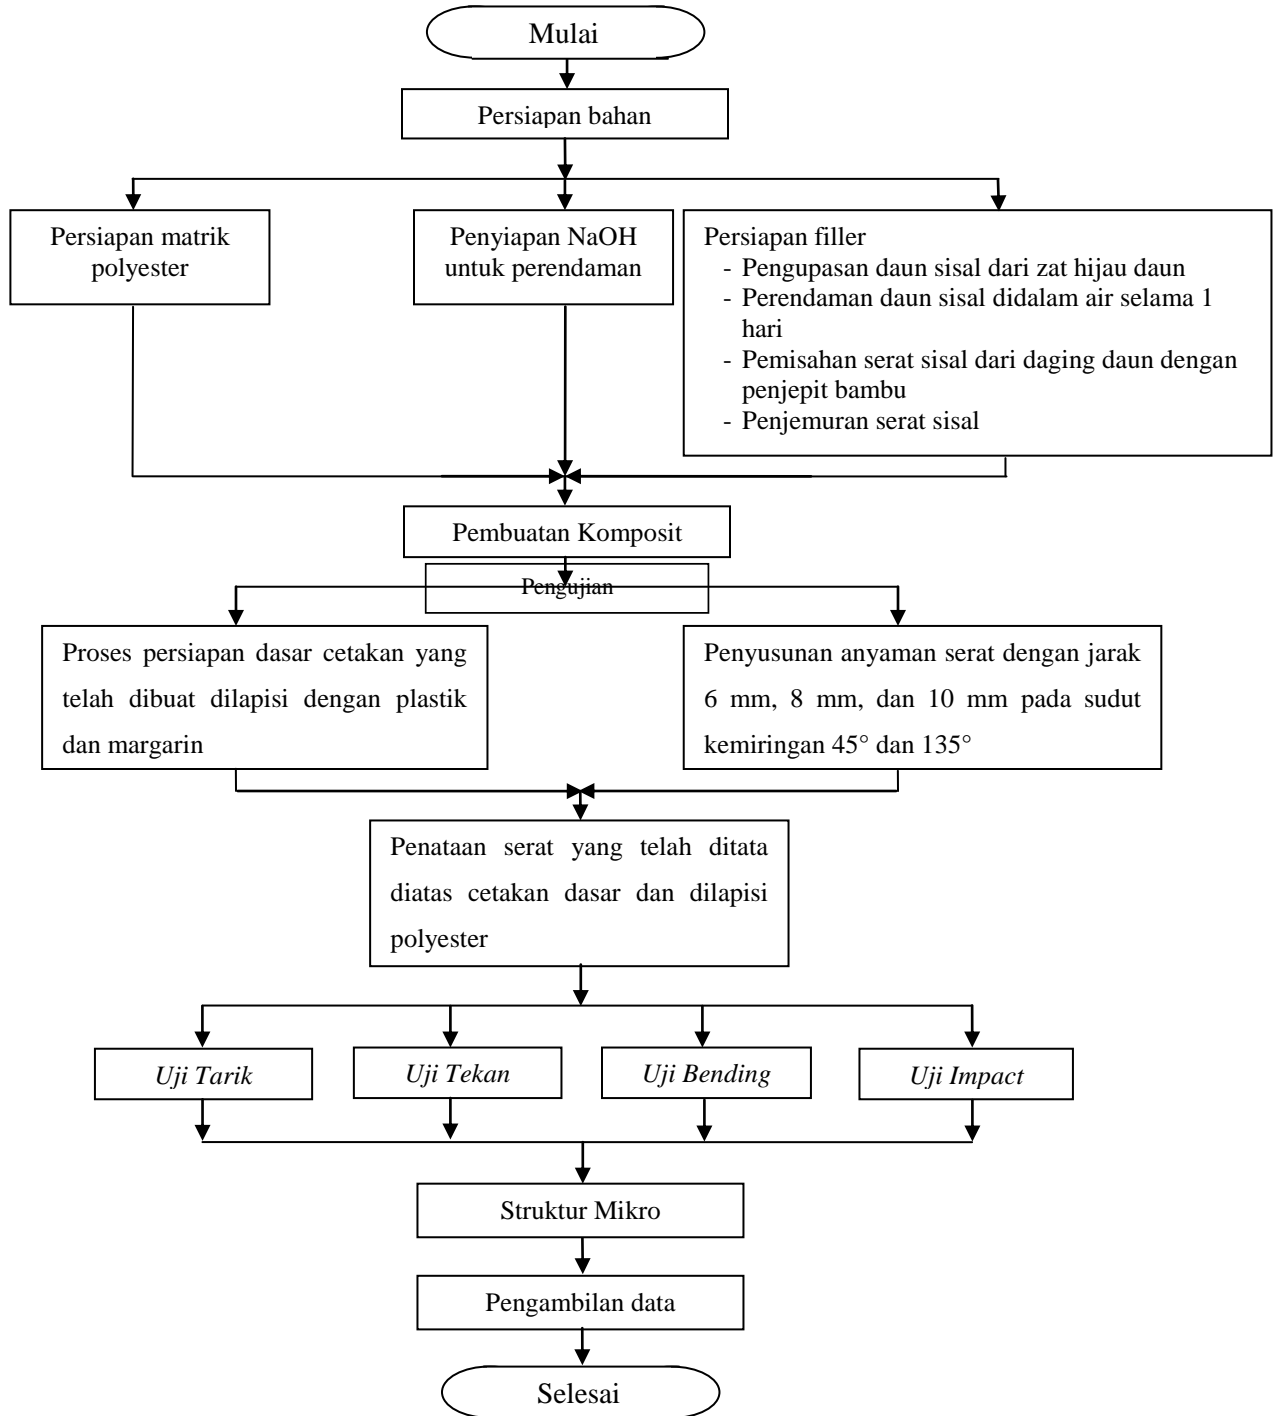 Mulai
Persiapan bahan
Persiapan matrik
polyester
Penyiapan NaOH
untuk perendaman
Persiapan filler
- Pengupasan daun sisal dari zat hijau daun
- Perendaman daun sisal didalam air selama 1
hari
- Pemisahan serat sisal dari daging daun dengan
penjepit bambu
- Penjemuran serat sisal
Pembuatan Komposit
Pengujian
Proses persiapan dasar cetakan yang
telah dibuat dilapisi dengan plastik
dan margarin
Penyusunan anyaman serat dengan jarak
6 mm, 8 mm, dan 10 mm pada sudut
kemiringan 45° dan 135°
Penataan serat yang telah ditata
diatas cetakan dasar dan dilapisi
polyester
Uji Tarik
Uji Tekan
Uji Bending
Uji Impact
Struktur Mikro
Pengambilan data
Selesai